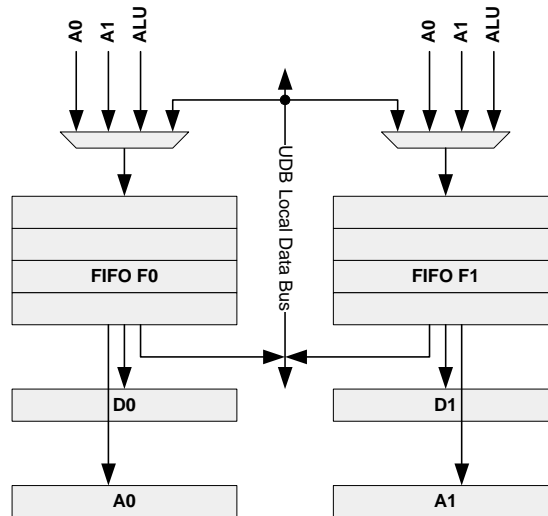 A0
A1
ALU
A0
A1
ALU
UDB Local Data Bus
FIFO F0
FIFO F1
D0
D1
A0
A1